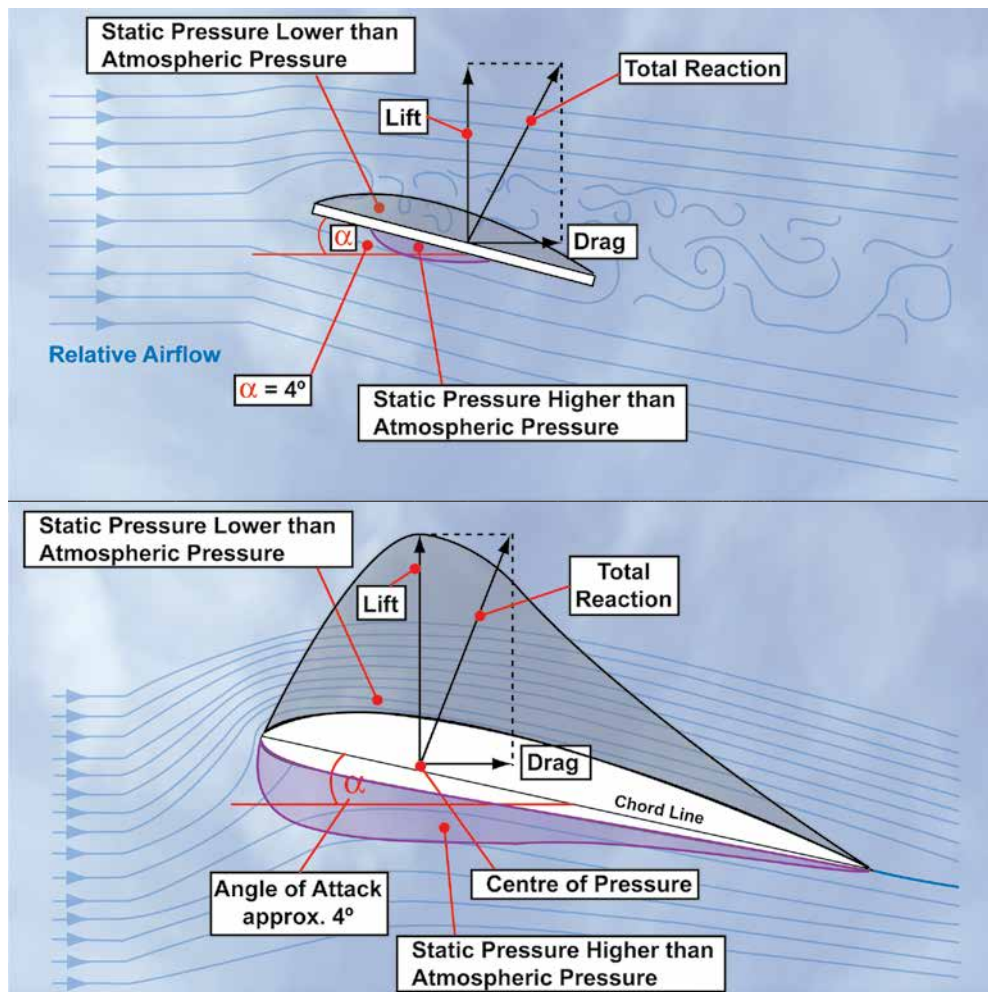 Static Pressure Lower than
Atmospheric Pressure
Total Reaction
Lift
α
Drag
Relative Airflow
α = 4º
Static Pressure Higher than
Atmospheric Pressure
Static Pressure Lower than
Atmospheric Pressure
Lift
Total
Reaction
Drag
α
Chord Line
Angle of Attack
approx. 4º
Centre of Pressure
Static Pressure Higher than
Atmospheric Pressure